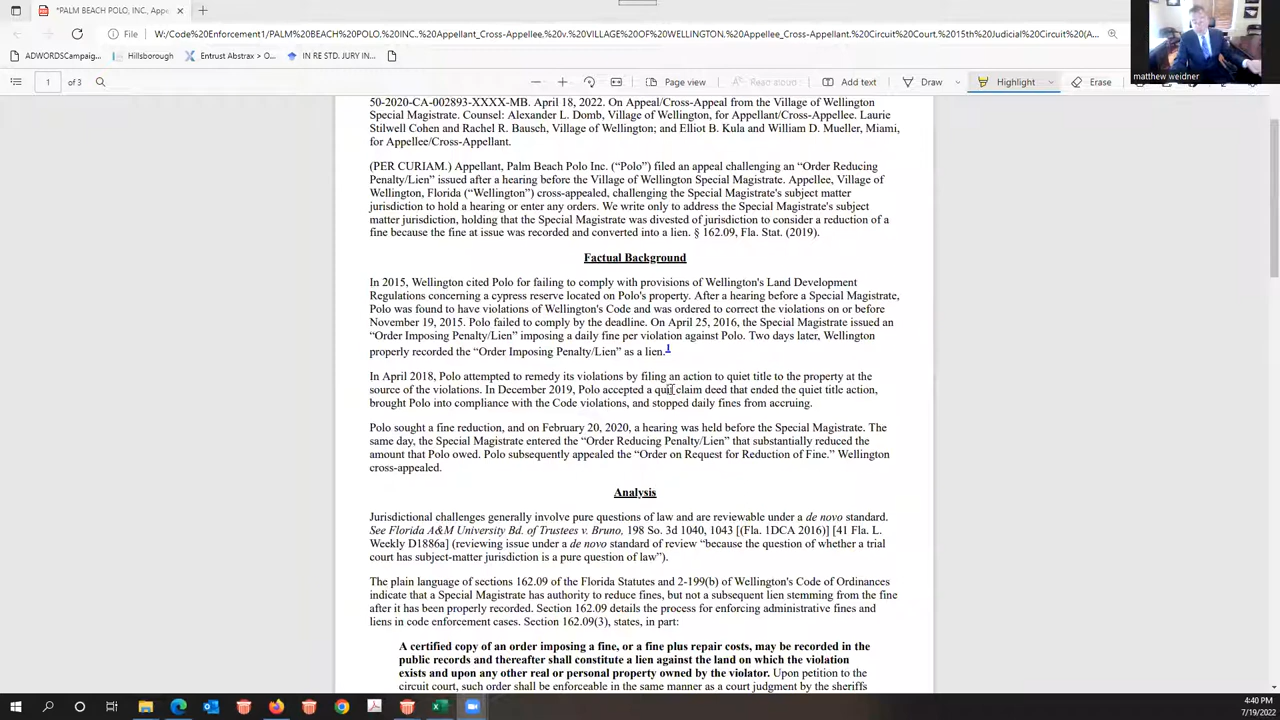 *PALM BEACH POLO, INC., Appe
File
W:/Code%20Enforcement1/PALM%20BEACH%20POLO,%20INC.,%20Appellant_Cross-Appellee,%20v.%20VILLAGE%20OF%20WELLINGTON,%20Appellee_Cross-Appellant.%20Circuit%20Court,%2015th%20Judicial%20Circuit%20(A...
ADWORDSCampaig...
Hillsborough
Entrust Abstrax > O...
IN RE STD. JURY IN...
matthew weidner
1
of 3
Page view
Read aloud
Add text
Draw
Highlight
Erase
50-2020-CA-002893-XXXX-MB. April 18, 2022. On Appeal/Cross-Appeal from the Village of Wellington
Special Magistrate. Counsel: Alexander L. Domb, Village of Wellington, for Appellant/Cross-Appellee. Laurie
Stilwell Cohen and Rachel R. Bausch, Village of Wellington; and Elliot B. Kula and William D. Mueller, Miami,
for Appellee/Cross-Appellant.
(PER CURIAM.) Appellant, Palm Beach Polo Inc. (“Polo”) filed an appeal challenging an “Order Reducing
Penalty/Lien” issued after a hearing before the Village of Wellington Special Magistrate. Appellee, Village of
Wellington, Florida (“Wellington”) cross-appealed, challenging the Special Magistrate's subject matter
jurisdiction to hold a hearing or enter any orders. We write only to address the Special Magistrate's subject
matter jurisdiction, holding that the Special Magistrate was divested of jurisdiction to consider a reduction of a
fine because the fine at issue was recorded and converted into a lien. § 162.09, Fla. Stat. (2019).
Factual Background
In 2015, Wellington cited Polo for failing to comply with provisions of Wellington's Land Development
Regulations concerning a cypress reserve located on Polo's property. After a hearing before a Special Magistrate,
Polo was found to have violations of Wellington's Code and was ordered to correct the violations on or before
November 19, 2015. Polo failed to comply by the deadline. On April 25, 2016, the Special Magistrate issued an
“Order Imposing Penalty/Lien” imposing a daily fine per violation against Polo. Two days later, Wellington
properly recorded the “Order Imposing Penalty/Lien” as a lien.1
In April 2018, Polo attempted to remedy its violations by filing an action to quiet title to the property at the
source of the violations. In December 2019, Polo accepted a quitclaim deed that ended the quiet title action,
brought Polo into compliance with the Code violations, and stopped daily fines from accruing.
Polo sought a fine reduction, and on February 20, 2020, a hearing was held before the Special Magistrate. The
same day, the Special Magistrate entered the “Order Reducing Penalty/Lien” that substantially reduced the
amount that Polo owed. Polo subsequently appealed the “Order on Request for Reduction of Fine.” Wellington
cross-appealed.
Analysis
Jurisdictional challenges generally involve pure questions of law and are reviewable under a de novo standard.
See Florida A&M University Bd. of Trustees v. Bruno, 198 So. 3d 1040, 1043 [(Fla. 1DCA 2016)] [41 Fla. L.
Weekly D1886a] (reviewing issue under a de novo standard of review “because the question of whether a trial
court has subject-matter jurisdiction is a pure question of law”).
The plain language of sections 162.09 of the Florida Statutes and 2-199(b) of Wellington's Code of Ordinances
indicate that a Special Magistrate has authority to reduce fines, but not a subsequent lien stemming from the fine
after it has been properly recorded. Section 162.09 details the process for enforcing administrative fines and
liens in code enforcement cases. Section 162.09(3), states, in part:
A certified copy of an order imposing a fine, or a fine plus repair costs, may be recorded in the
public records and thereafter shall constitute a lien against the land on which the violation
exists and upon any other real or personal property owned by the violator. Upon petition to the
circuit court, such order shall be enforceable in the same manner as a court judgment by the sheriffs
4:40 PM
7/19/2022